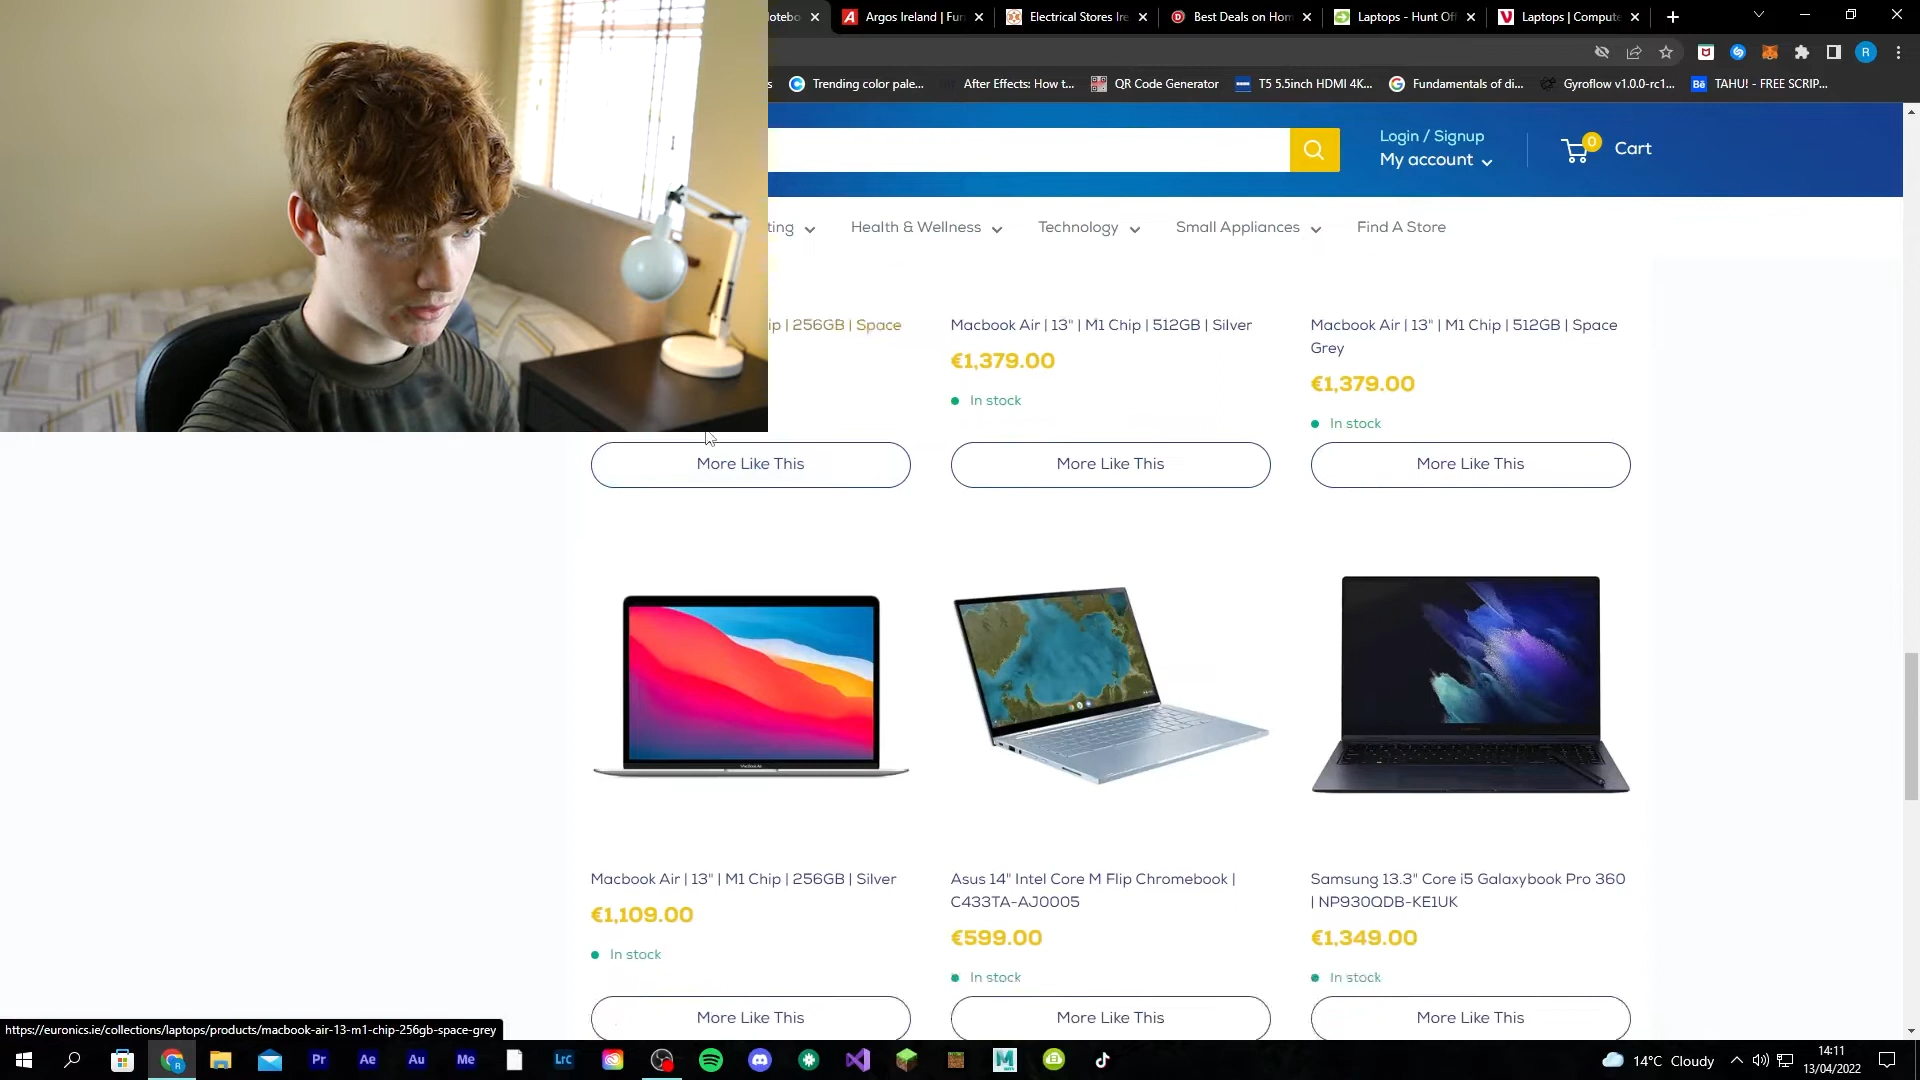 Notebo
Argos Ireland | Fur
Electrical Stores Ire
Best Deals on Hom
Laptops - Hunt Off
Laptops | Compute
R
Trending color pale...
After Effects: How t...
QR Code Generator
T5 5.5inch HDMI 4K...
Fundamentals of di...
Gyroflow v1.0.0-rc1...
TAHU! - FREE SCRIP...
Login / Signup
My account
0
Cart
ting
Health & Wellness
Technology
Small Appliances
Find A Store
ip | 256GB | Space
Macbook Air | 13" | M1 Chip | 512GB | Silver
€1,379.00
In stock
Macbook Air | 13" | M1 Chip | 512GB | Space
Grey
€1,379.00
In stock
More Like This
More Like This
More Like This
Macbook Air | 13" | M1 Chip | 256GB | Silver
€1,109.00
In stock
Asus 14" Intel Core M Flip Chromebook |
C433TA-AJ0005
€599.00
In stock
Samsung 13.3" Core i5 Galaxybook Pro 360
| NP930QDB-KE1UK
€1,349.00
In stock
More Like This
More Like This
More Like This
https://euronics.ie/collections/laptops/products/macbook-air-13-m1-chip-256gb-space-grey
Pr
Ae
Au
Me
Lrc
14°C Cloudy
14:11
13/04/2022